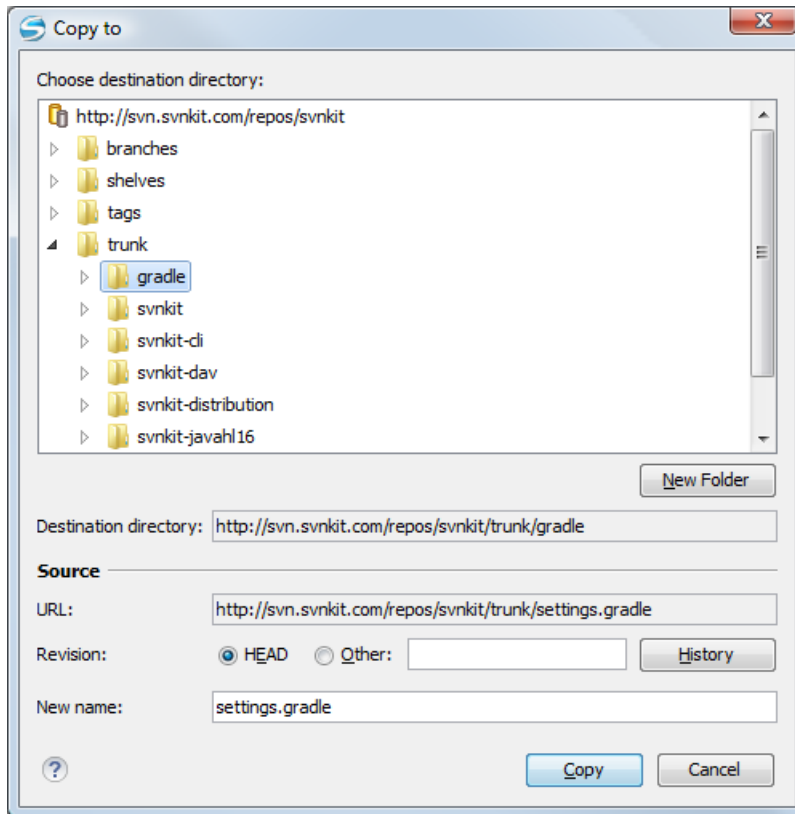 Copy to
Choose destination directory:
http://svn.svnkit.com/repos/svnkit
branches
shelves
tags
trunk
gradle
svnkit
svnkit-cli
svnkit-dav
svnkit-distribution
svnkit-javahl16
New Folder
Destination directory: http://svn.svnkit.com/repos/svnkit/trunk/gradle
Source
URL: http://svn.svnkit.com/repos/svnkit/trunk/settings.gradle
Revision: HEAD Other: History
New name: settings.gradle
? Copy Cancel